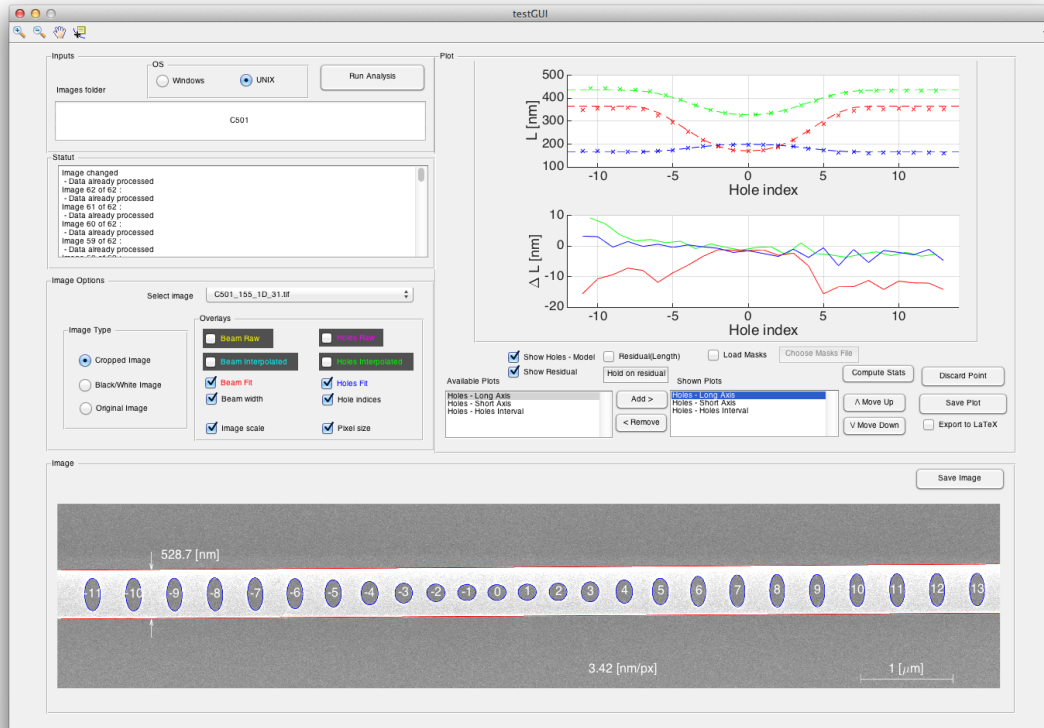 testGUI
Inputs
OS
Windows
UNIX
Run Analysis
Images folder
C501
Statut
Image changed
- Data already processed
Image 62 of 62 :
- Data already processed
Image 61 of 62 :
- Data already processed
Image 60 of 62 :
- Data already processed
Image 59 of 62 :
- Data already processed
Image Options
Select image
C501_155_1D_31.tif
Image Type
Cropped Image
Black/White Image
Original Image
Overlays
Beam Raw
Holes Raw
Beam Interpolated
Holes Interpolated
Beam Fit
Holes Fit
Beam width
Hole indices
Image scale
Pixel size
Plot
L [nm]
500
400
300
200
100
-10 -5 0 5 10
Hole index
Δ L [nm]
10
0
-10
-20
-10 -5 0 5 10
Hole index
Show Holes - Model
Residual(Length)
Load Masks
Choose Masks File
Show Residual
Hold on residual
Compute Stats
Discard Point
Available Plots
Holes - Long Axis
Holes - Short Axis
Holes - Holes Interval
Add >
< Remove
Shown Plots
Holes - Long Axis
Holes - Short Axis
Holes - Holes Interval
Λ Move Up
V Move Down
Save Plot
Export to LaTeX
Image
Save Image
528.7 [nm]
-11 -10 -9 -8 -7 -6 -5 -4 -3 -2 -1 0 1 2 3 4 5 6 7 8 9 10 11 12 13
3.42 [nm/px]
1 [μm]